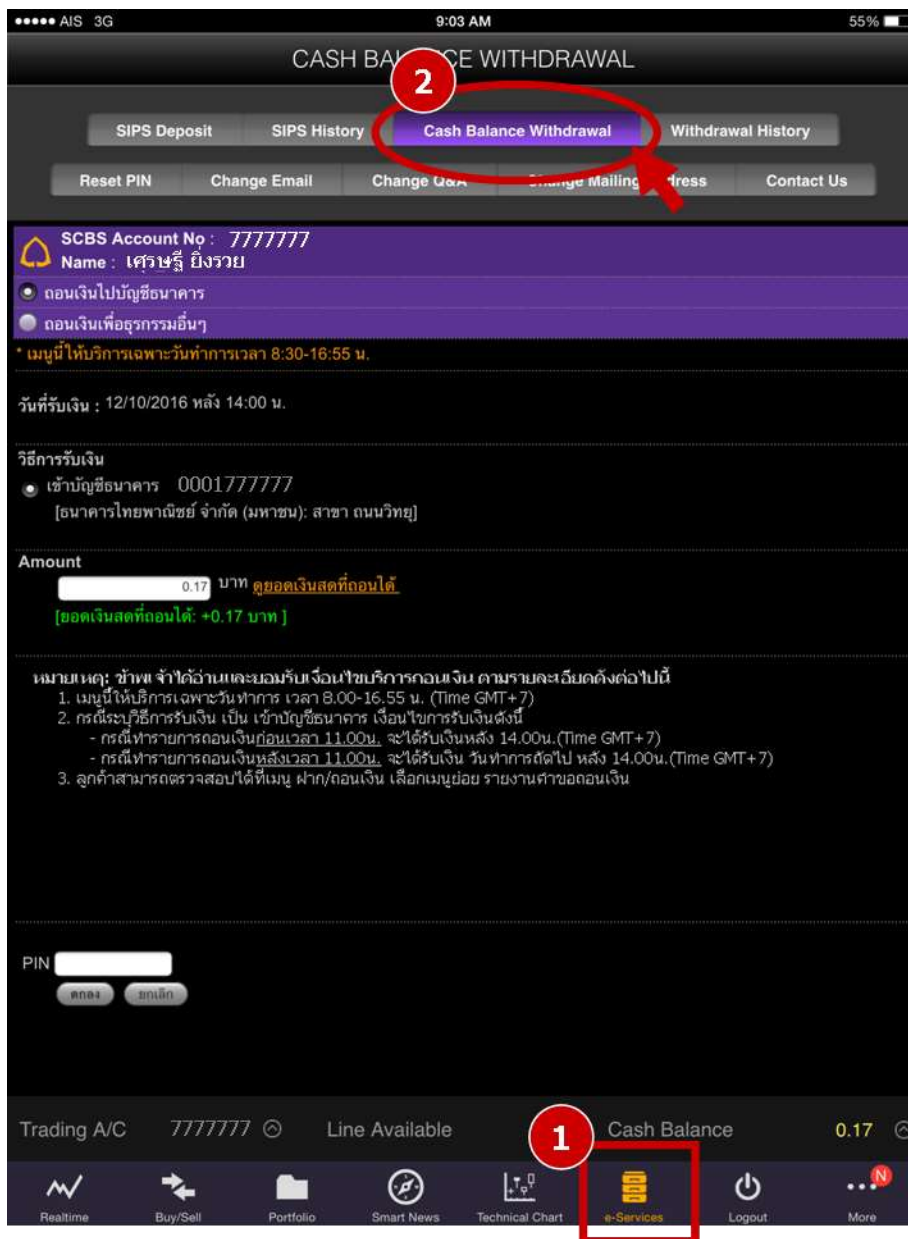 AIS 3G 9:03 AM 55%
CASH BALANCE WITHDRAWAL
2
SIPS Deposit SIPS History Cash Balance Withdrawal Withdrawal History
Reset PIN Change Email Change Q&A Change Mailing Address Contact Us
SCBS Account No : 7777777
Name : เศรษฐี ยิ่งรวย
ถอนเงินไปบัญชีธนาคาร
ถอนเงินเพื่อธุรกรรมอื่นๆ
* เมนูนี้ให้บริการเฉพาะวันทำการเวลา 8:30-16:55 น.
วันที่รับเงิน : 12/10/2016 หลัง 14:00 น.
วิธีการรับเงิน
เข้าบัญชีธนาคาร 0001777777
[ธนาคารไทยพาณิชย์ จำกัด (มหาชน): สาขา ถนนวิทยุ]
Amount
0.17 บาท ดูยอดเงินสดที่ถอนได้
[ยอดเงินสดที่ถอนได้: +0.17 บาท ]
หมายเหตุ: ข้าพเจ้าได้อ่านและยอมรับเงื่อนไขบริการถอนเงิน ตามรายละเอียดดังต่อไปนี้
1. เมนูนี้ให้บริการเฉพาะวันทำการ เวลา 8.00-16.55 น. (Time GMT+7)
2. กรณีระบุวิธีการรับเงิน เป็น เข้าบัญชีธนาคาร เงื่อนไขการรับเงินดังนี้
- กรณีทำรายการถอนเงินก่อนเวลา 11.00น. จะได้รับเงินหลัง 14.00น.(Time GMT+7)
- กรณีทำรายการถอนเงินหลังเวลา 11.00น. จะได้รับเงิน วันทำการถัดไป หลัง 14.00น.(Time GMT+7)
3. ลูกค้าสามารถตรวจสอบได้ที่เมนู ฝาก/ถอนเงิน เลือกเมนูย่อย รายงานคำขอถอนเงิน
PIN
ตกลง ยกเลิก
Trading A/C 7777777 Line Available 1 Cash Balance 0.17
Realtime Buy/Sell Portfolio Smart News Technical Chart e-Services Logout More N